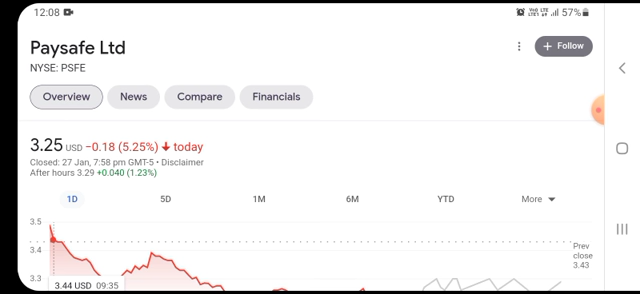 12:08
57%
Paysafe Ltd
+ Follow
NYSE: PSFE
Overview
News
Compare
Financials
3.25 USD −0.18 (5.25%) ↓ today
Closed: 27 Jan, 7:58 pm GMT-5 • Disclaimer
After hours 3.29 +0.040 (1.23%)
1D
5D
1M
6M
YTD
More
3.5
3.4
Prev
close
3.43
3.3
3.44 USD 09:35